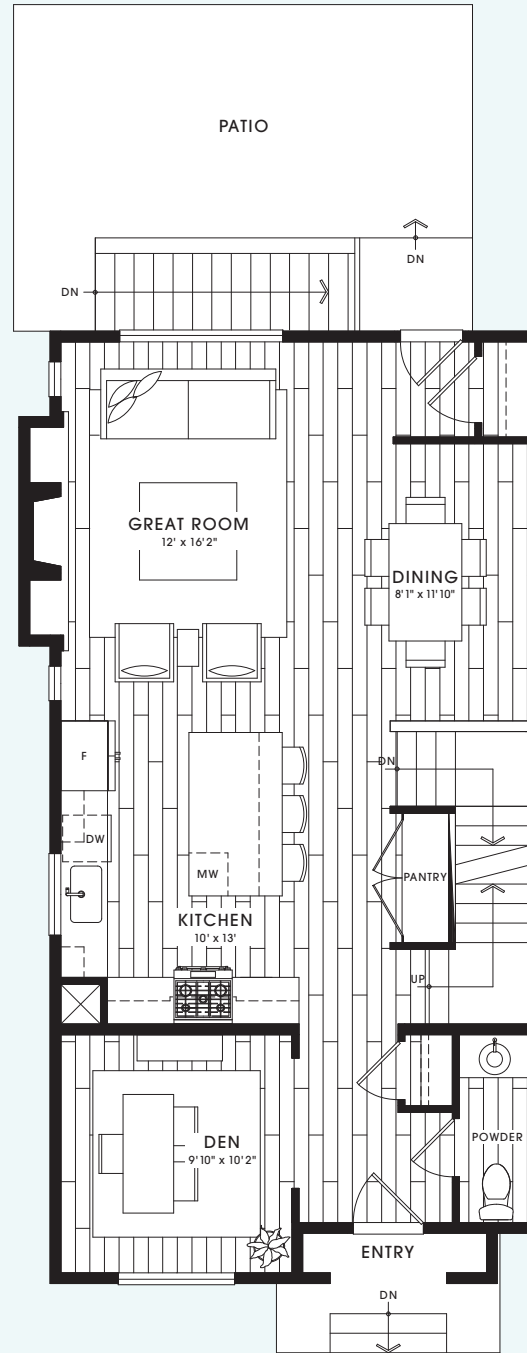 PATIO
DN
DN
GREAT ROOM
12' x 16'2"
DINING
8'1" x 11'10"
F
DN
DW
MW
PANTRY
KITCHEN
10' x 13'
UP
DEN
9'10" x 10'2"
POWDER
ENTRY
DN